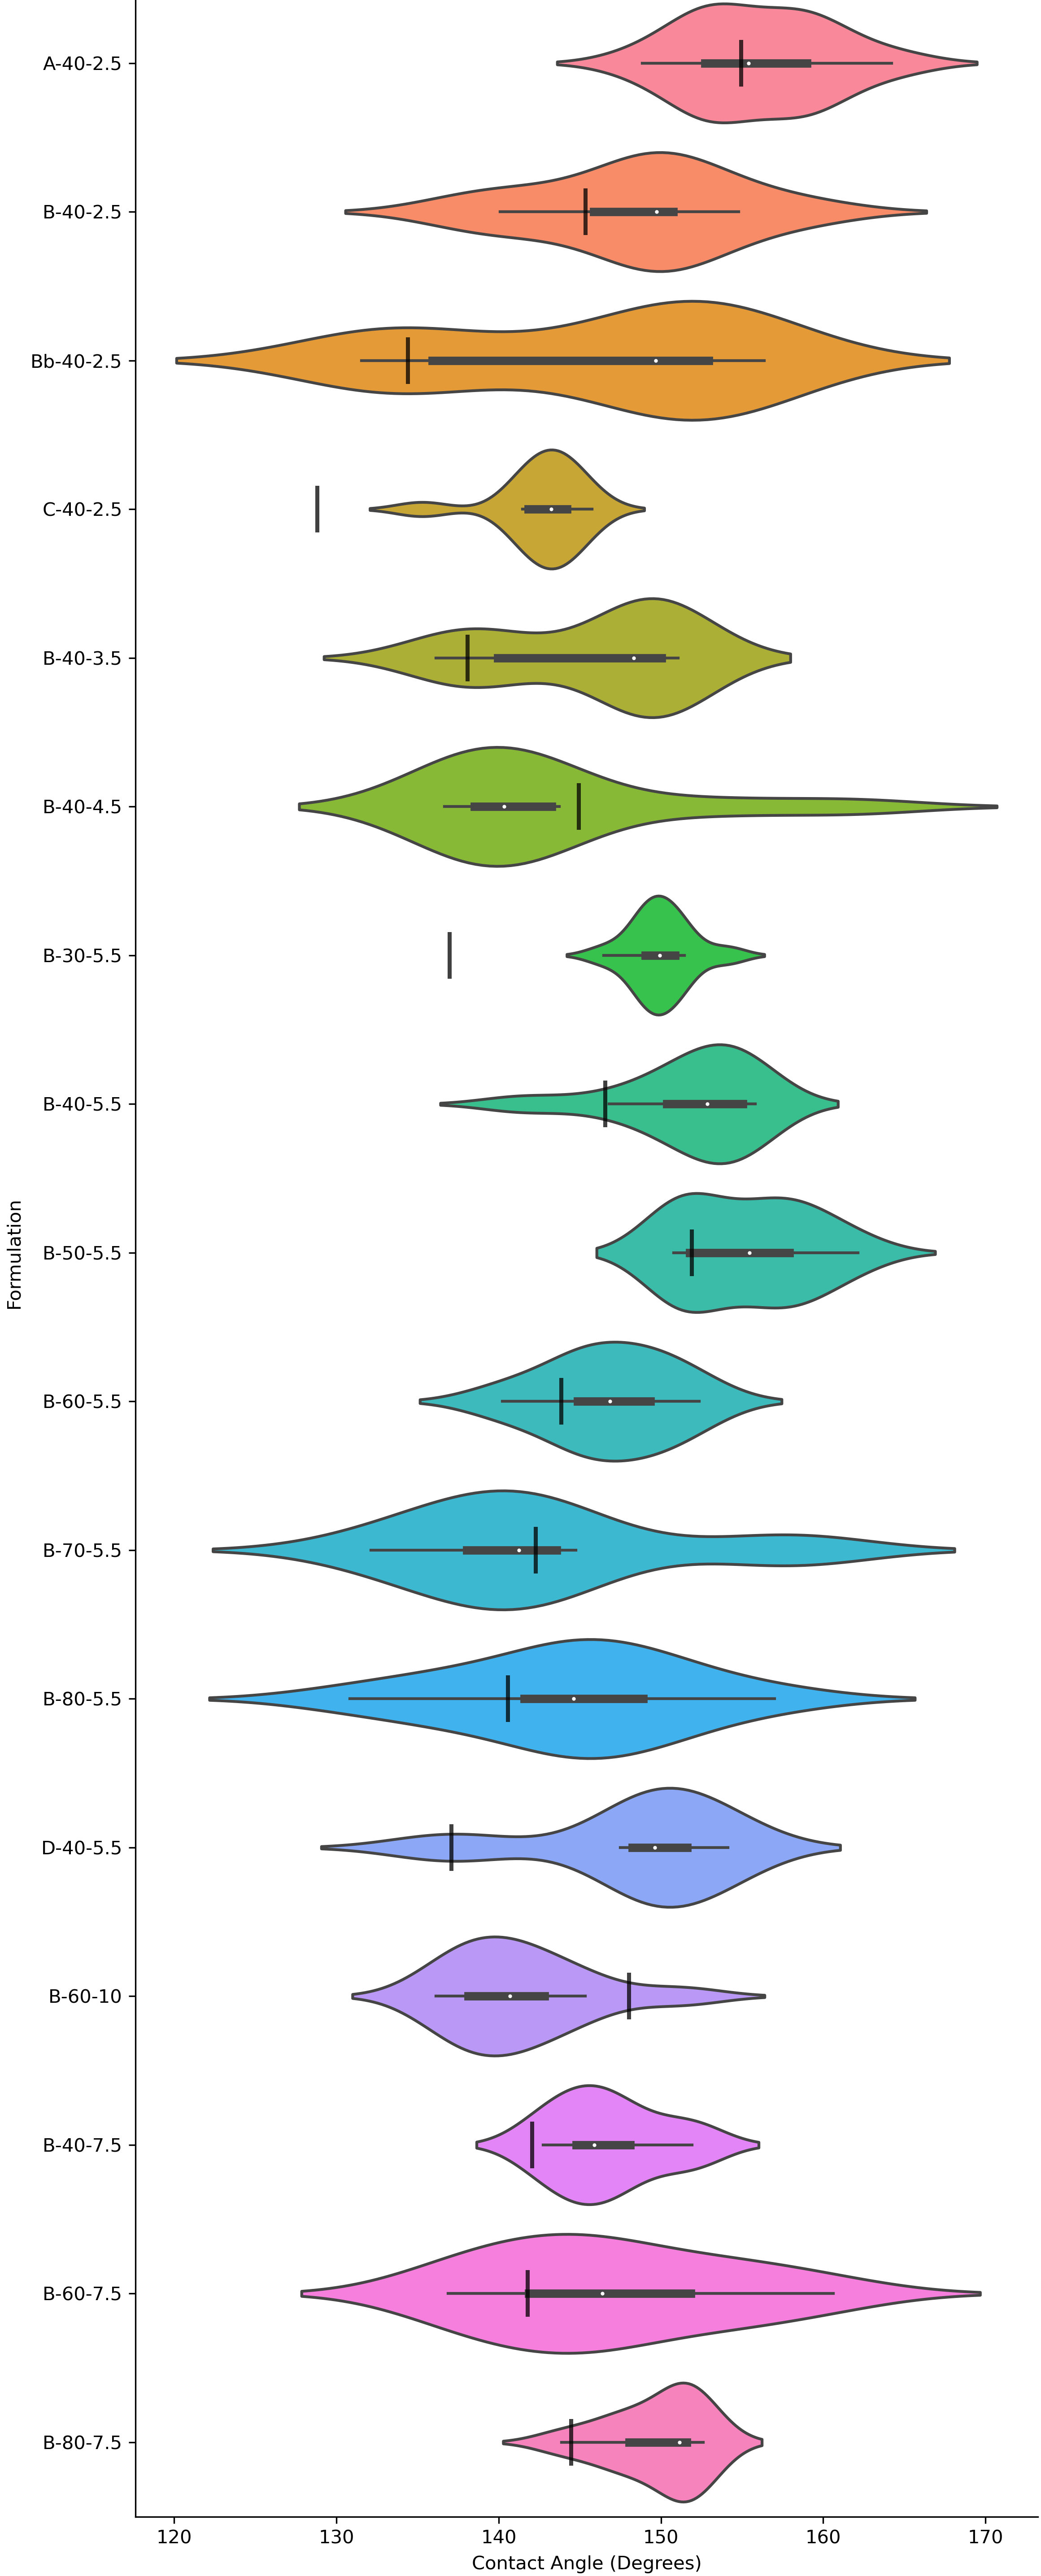 A-40-2.5
B-40-2.5
Bb-40-2.5
C-40-2.5
B-40-3.5
B-40-4.5
B-30-5.5
B-40-5.5
B-50-5.5
B-60-5.5
B-70-5.5
B-80-5.5
D-40-5.5
B-60-10
B-40-7.5
B-60-7.5
B-80-7.5
Formulation
120 130 140 150 160 170
Contact Angle (Degrees)